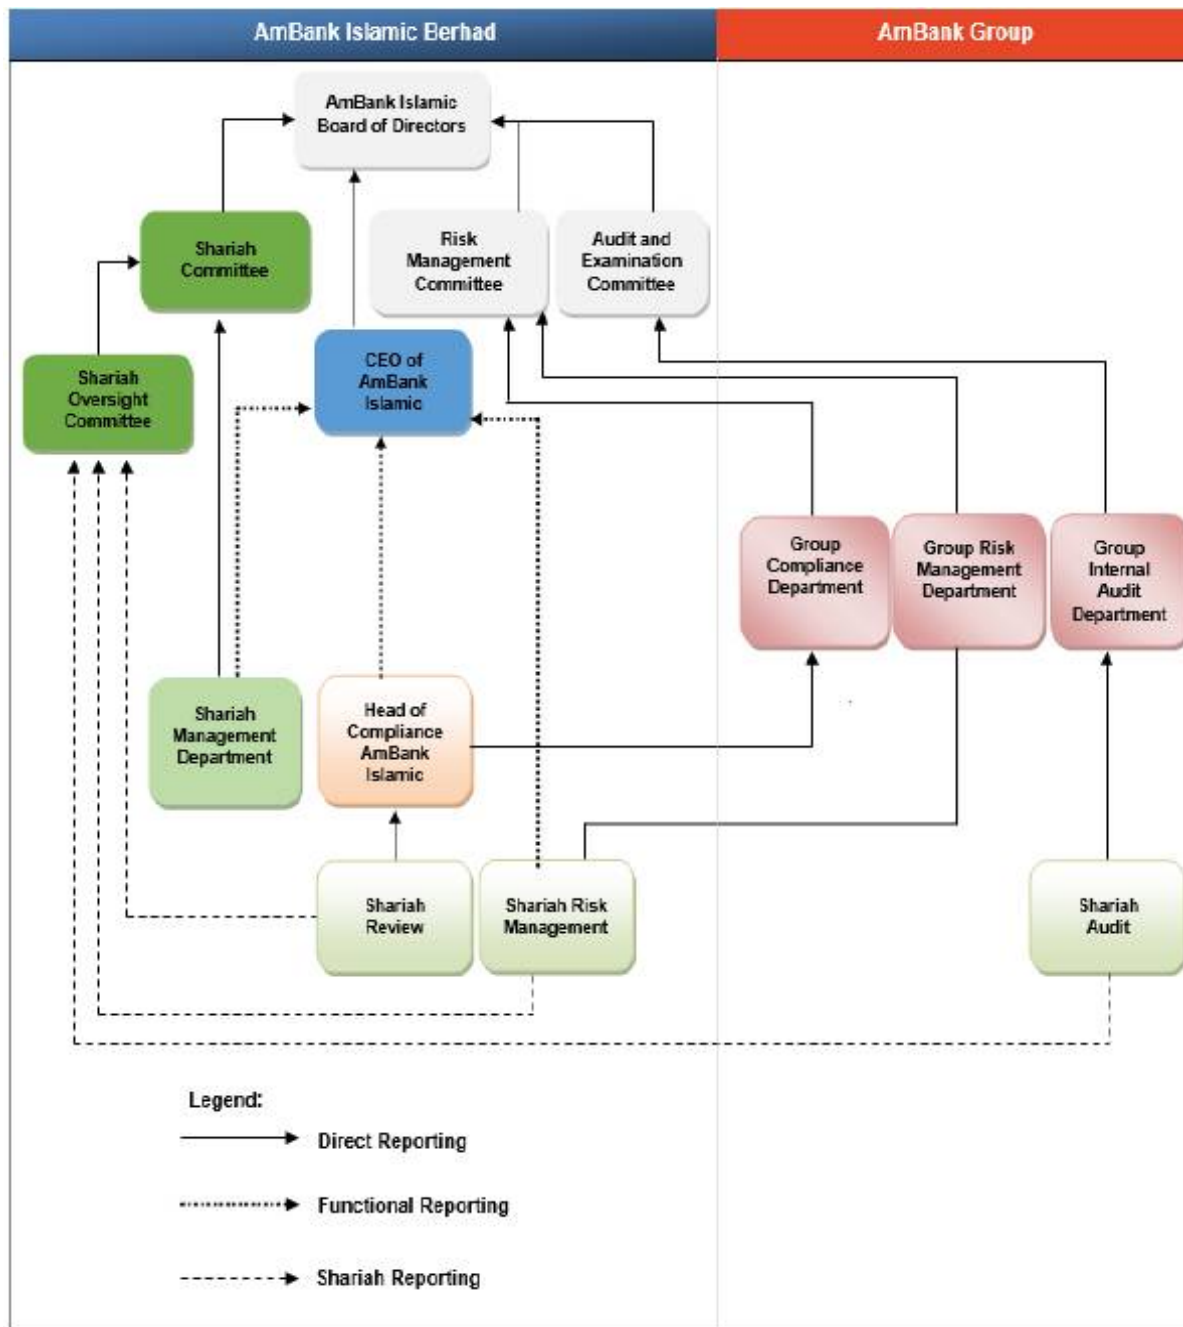 AmBank Islamic Berhad
AmBank Group
AmBank Islamic
Board of Directors
Shariah
Committee
Risk
Management
Committee
Audit and
Examination
Committee
Shariah
Oversight
Committee
CEO of
AmBank
Islamic
Group
Compliance
Department
Group Risk
Management
Department
Group
Internal
Audit
Department
Shariah
Management
Department
Head of
Compliance
AmBank
Islamic
Shariah
Review
Shariah Risk
Management
Shariah
Audit
Legend:
Direct Reporting
Functional Reporting
Shariah Reporting